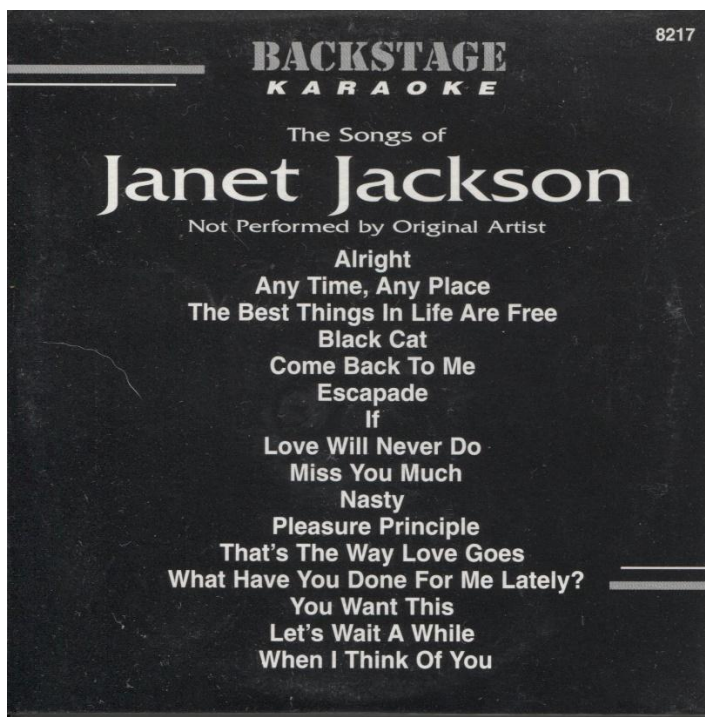 8217
BACKSTAGE
KARAOKE
The Songs of
Janet Jackson
Not Performed by Original Artist
Alright
Any Time, Any Place
The Best Things In Life Are Free
Black Cat
Come Back To Me
Escapade
If
Love Will Never Do
Miss You Much
Nasty
Pleasure Principle
That's The Way Love Goes
What Have You Done For Me Lately?
You Want This
Let's Wait A While
When I Think Of You